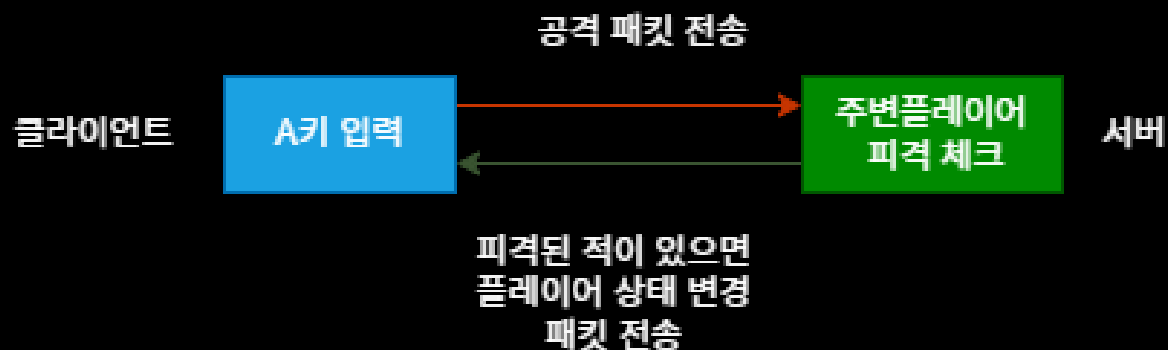 공격 패킷 전송
클라이언트
A키 입력
주변플레이어
피격 체크
서버
피격된 적이 있으면
플레이어 상태 변경
패킷 전송